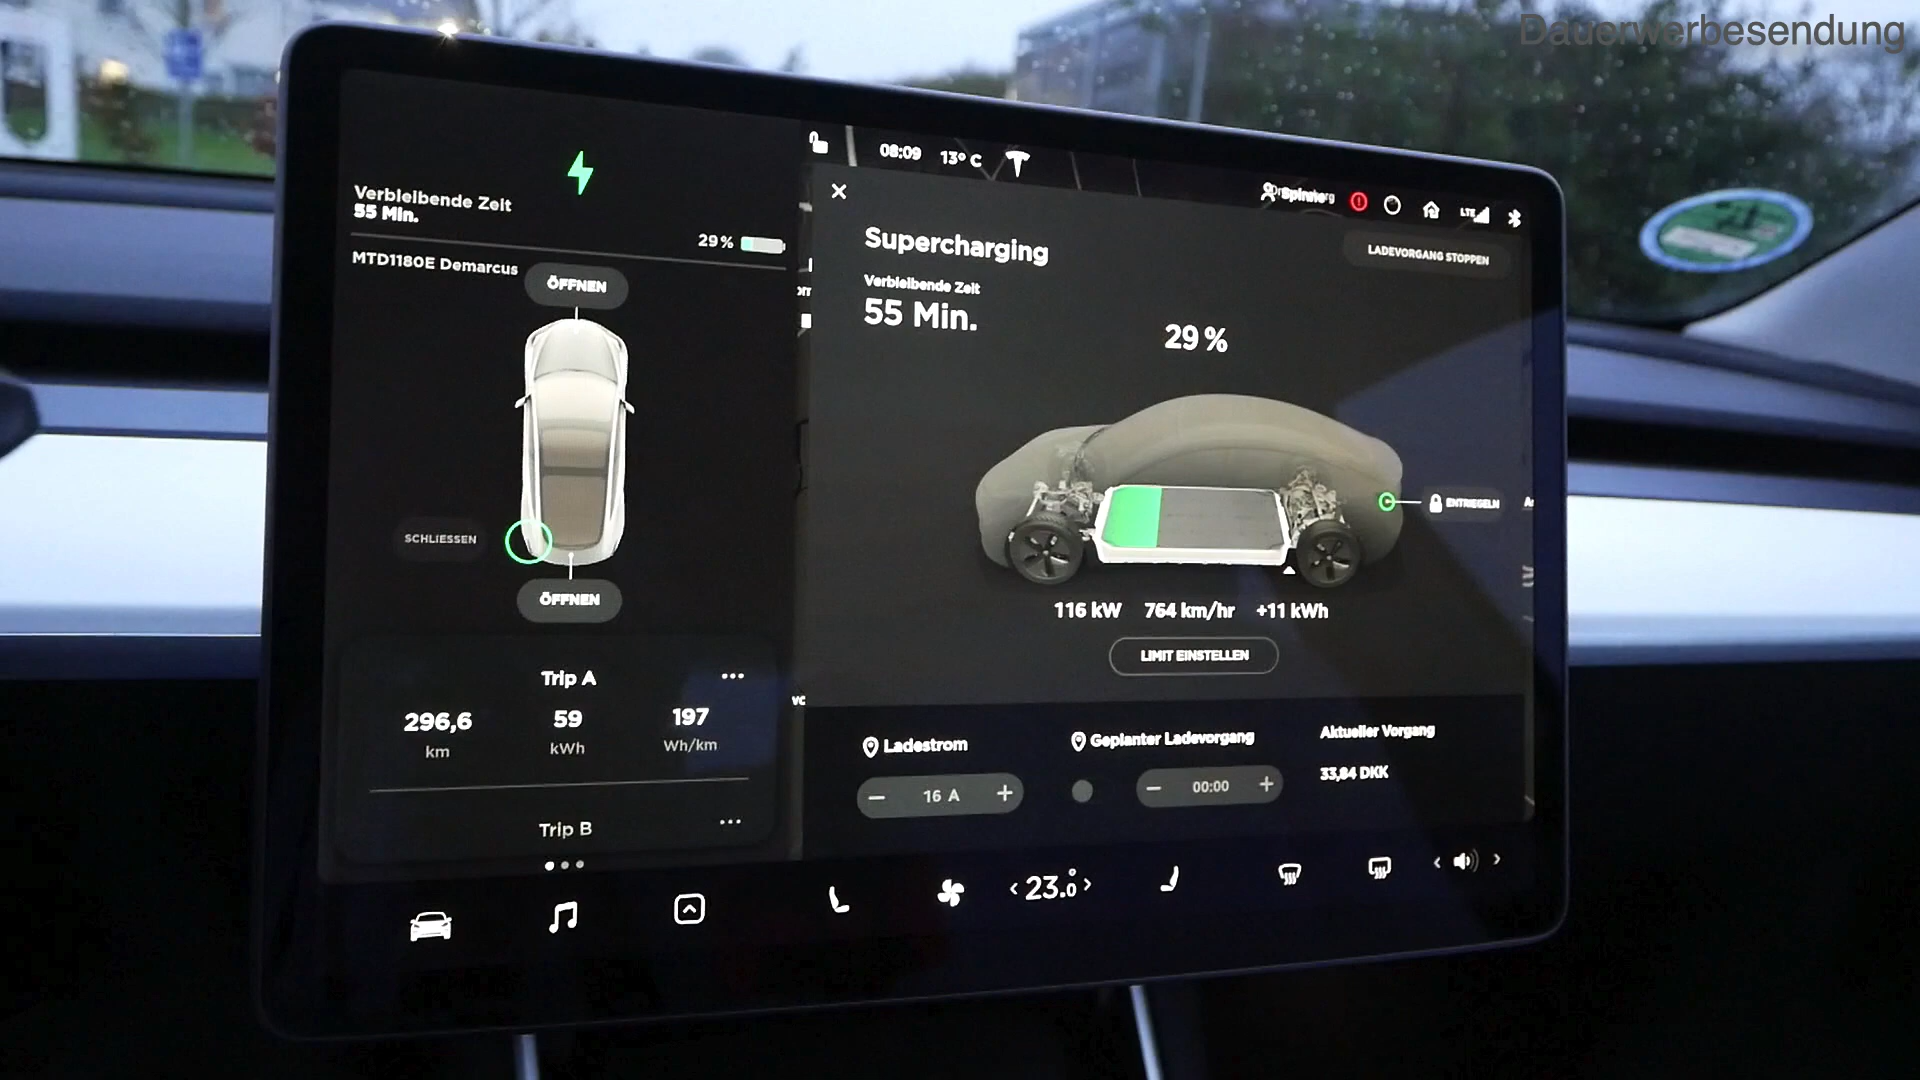 Dauerwerbesendung
08:09 13° C
LTE
Verbleibende Zeit
55 Min.
29 %
MTD1180E Demarcus
ÖFFNEN
SCHLIESSEN
ÖFFNEN
Trip A
296,6 59 197
km kWh Wh/km
Trip B
Supercharging
LADEVORGANG STOPPEN
Verbleibende Zeit
55 Min.
29 %
ENTRIEGELN
116 kW 764 km/hr +11 kWh
LIMIT EINSTELLEN
Ladestrom Geplanter Ladevorgang Aktueller Vorgang
− 16 A + − 00:00 + 33,84 DKK
23.0